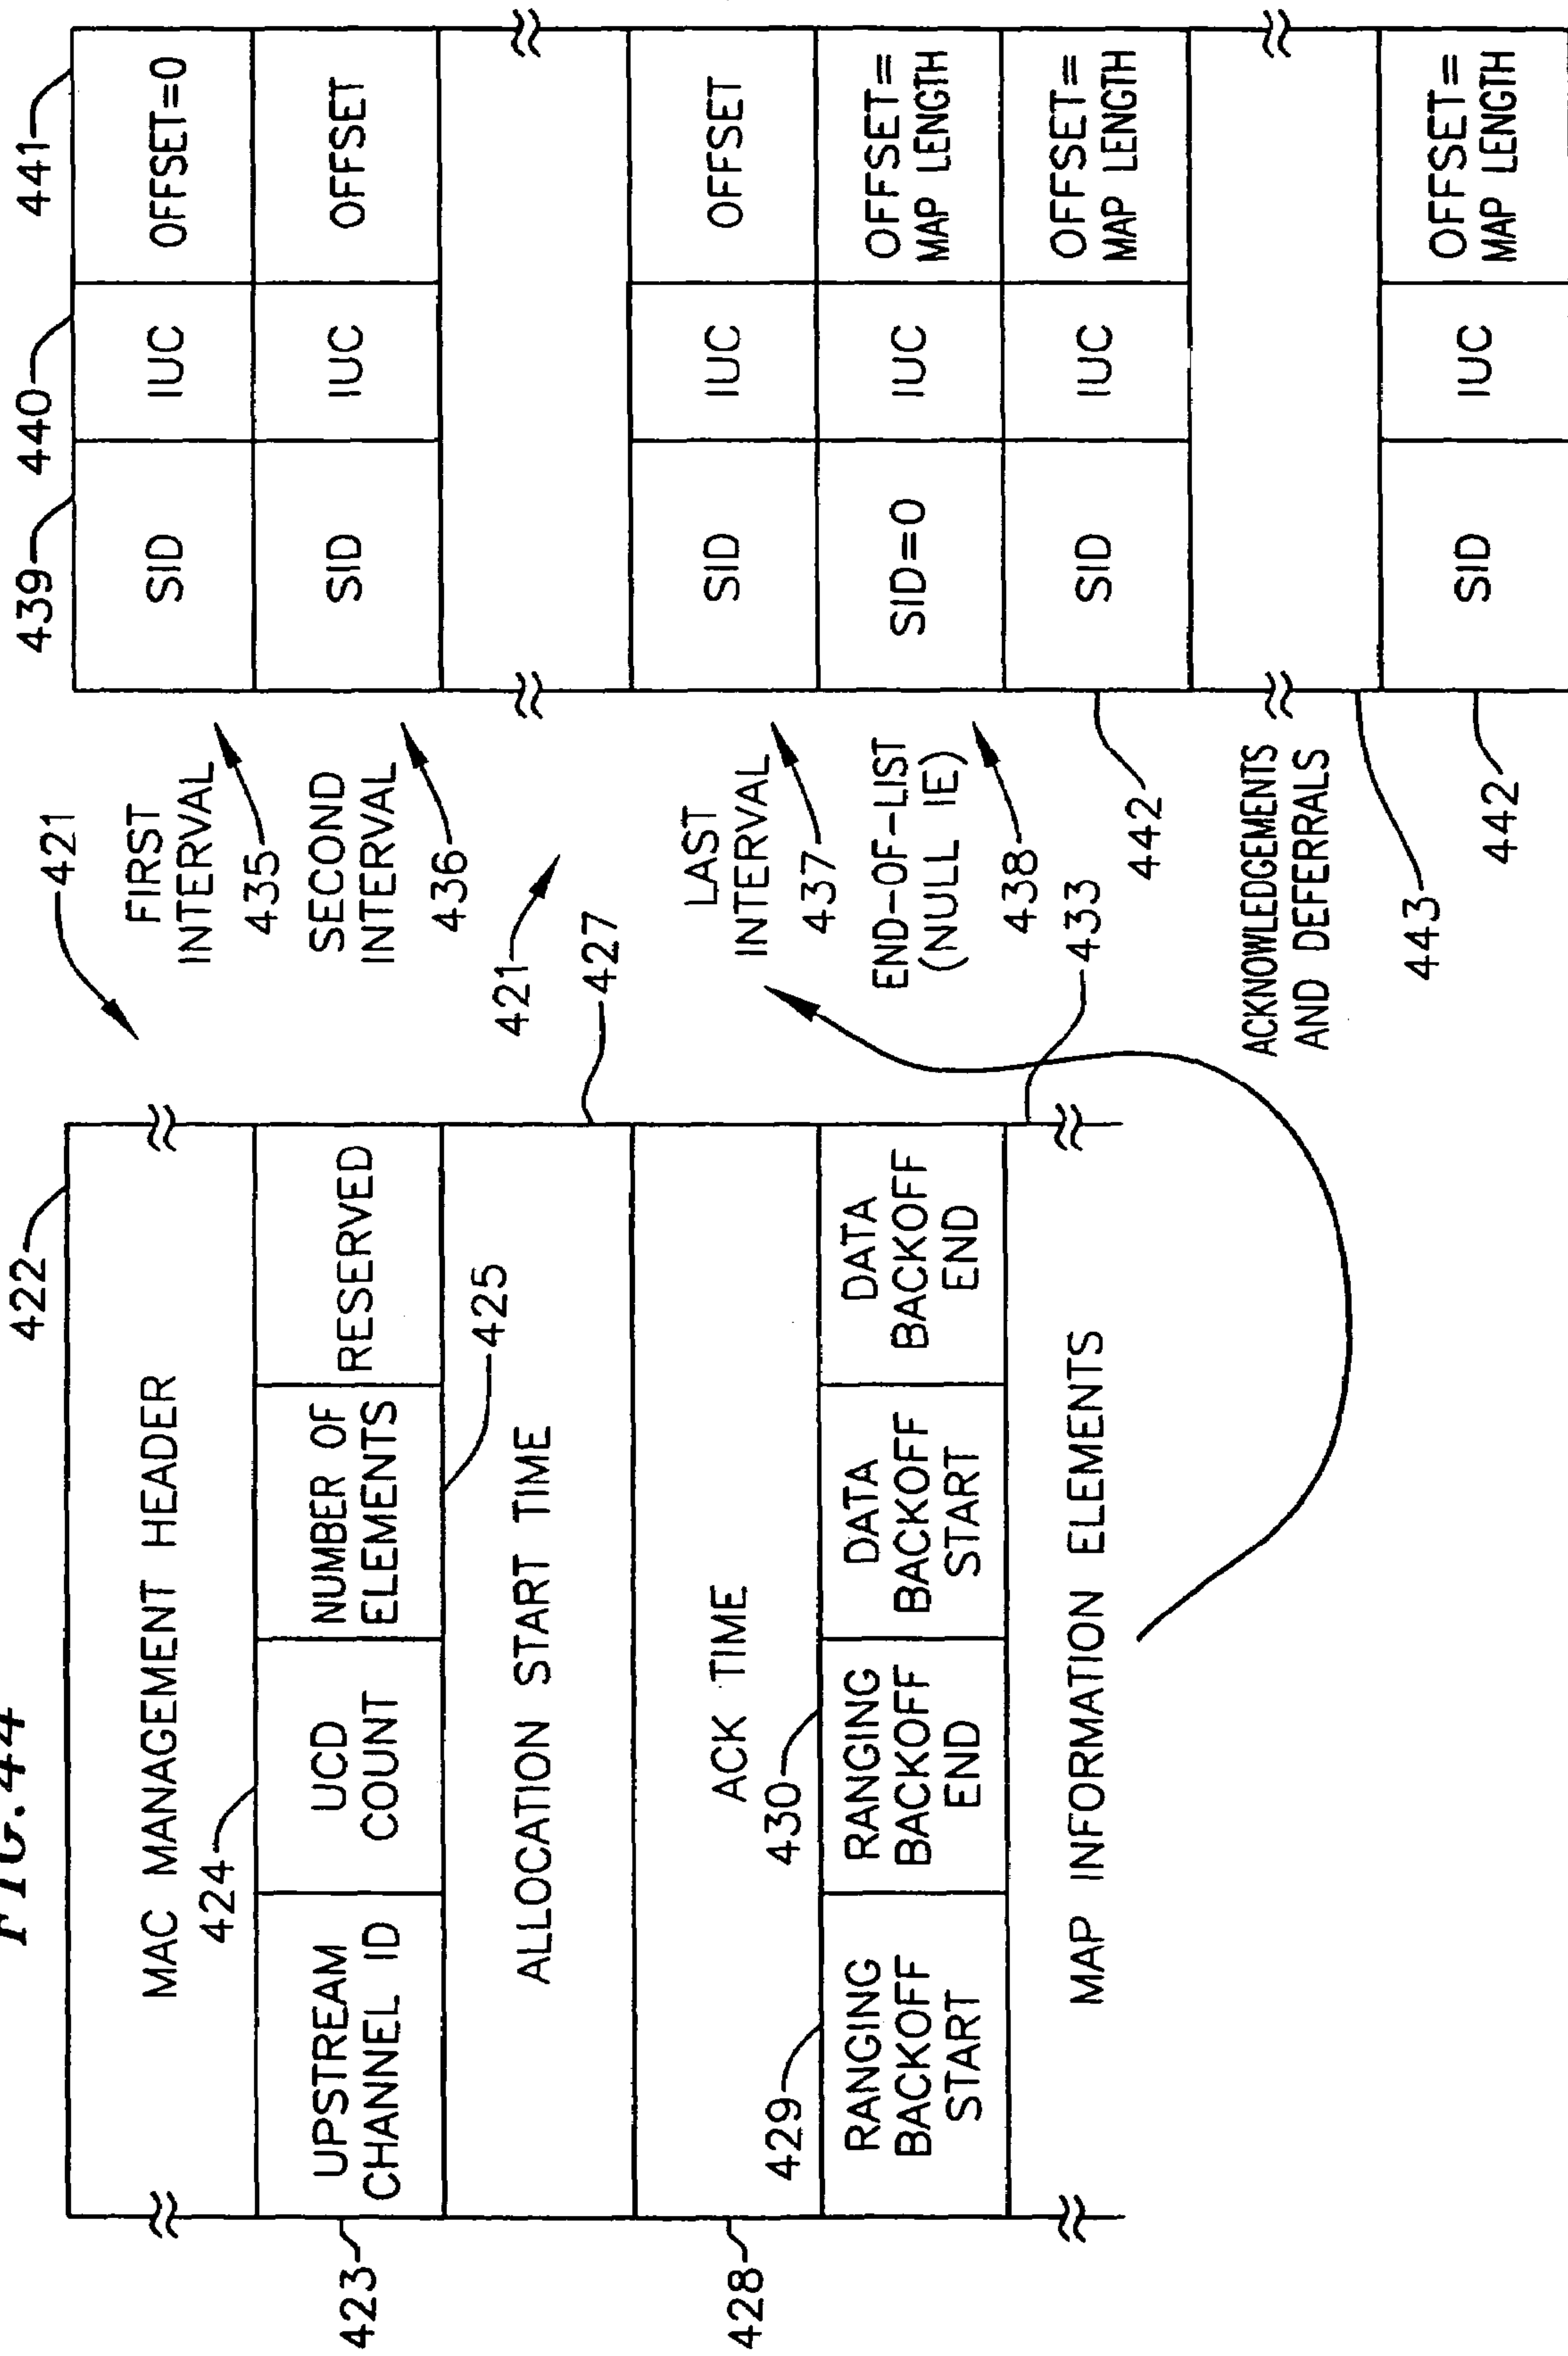 FIG. 44
422
421
MAC MANAGEMENT HEADER
424
423
UPSTREAM
CHANNEL ID
UCD
COUNT
NUMBER OF
ELEMENTS
RESERVED
425
ALLOCATION START TIME
427
428
ACK TIME
429
430
RANGING
BACKOFF
START
RANGING
BACKOFF
END
DATA
BACKOFF
START
DATA
BACKOFF
END
433
MAP INFORMATION ELEMENTS
439
440
441
FIRST
INTERVAL
435
SID
IUC
OFFSET=0
SECOND
INTERVAL
436
SID
IUC
OFFSET
421
LAST
INTERVAL
437
SID
IUC
OFFSET
END-OF-LIST
(NULL IE)
438
SID=0
IUC
OFFSET=
MAP LENGTH
442
SID
IUC
OFFSET=
MAP LENGTH
ACKNOWLEDGEMENTS
AND DEFERRALS
443
442
SID
IUC
OFFSET=
MAP LENGTH